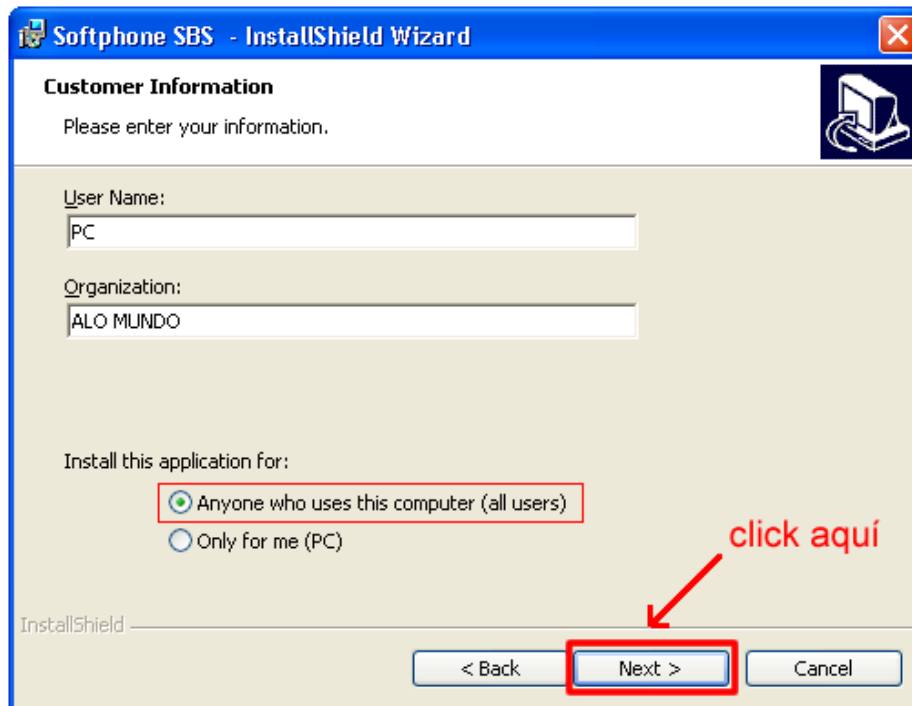 Softphone SBS - InstallShield Wizard
Customer Information
Please enter your information.
User Name:
PC
Organization:
ALO MUNDO
Install this application for:
Anyone who uses this computer (all users)
Only for me (PC)
click aquí
InstallShield
< Back Next > Cancel